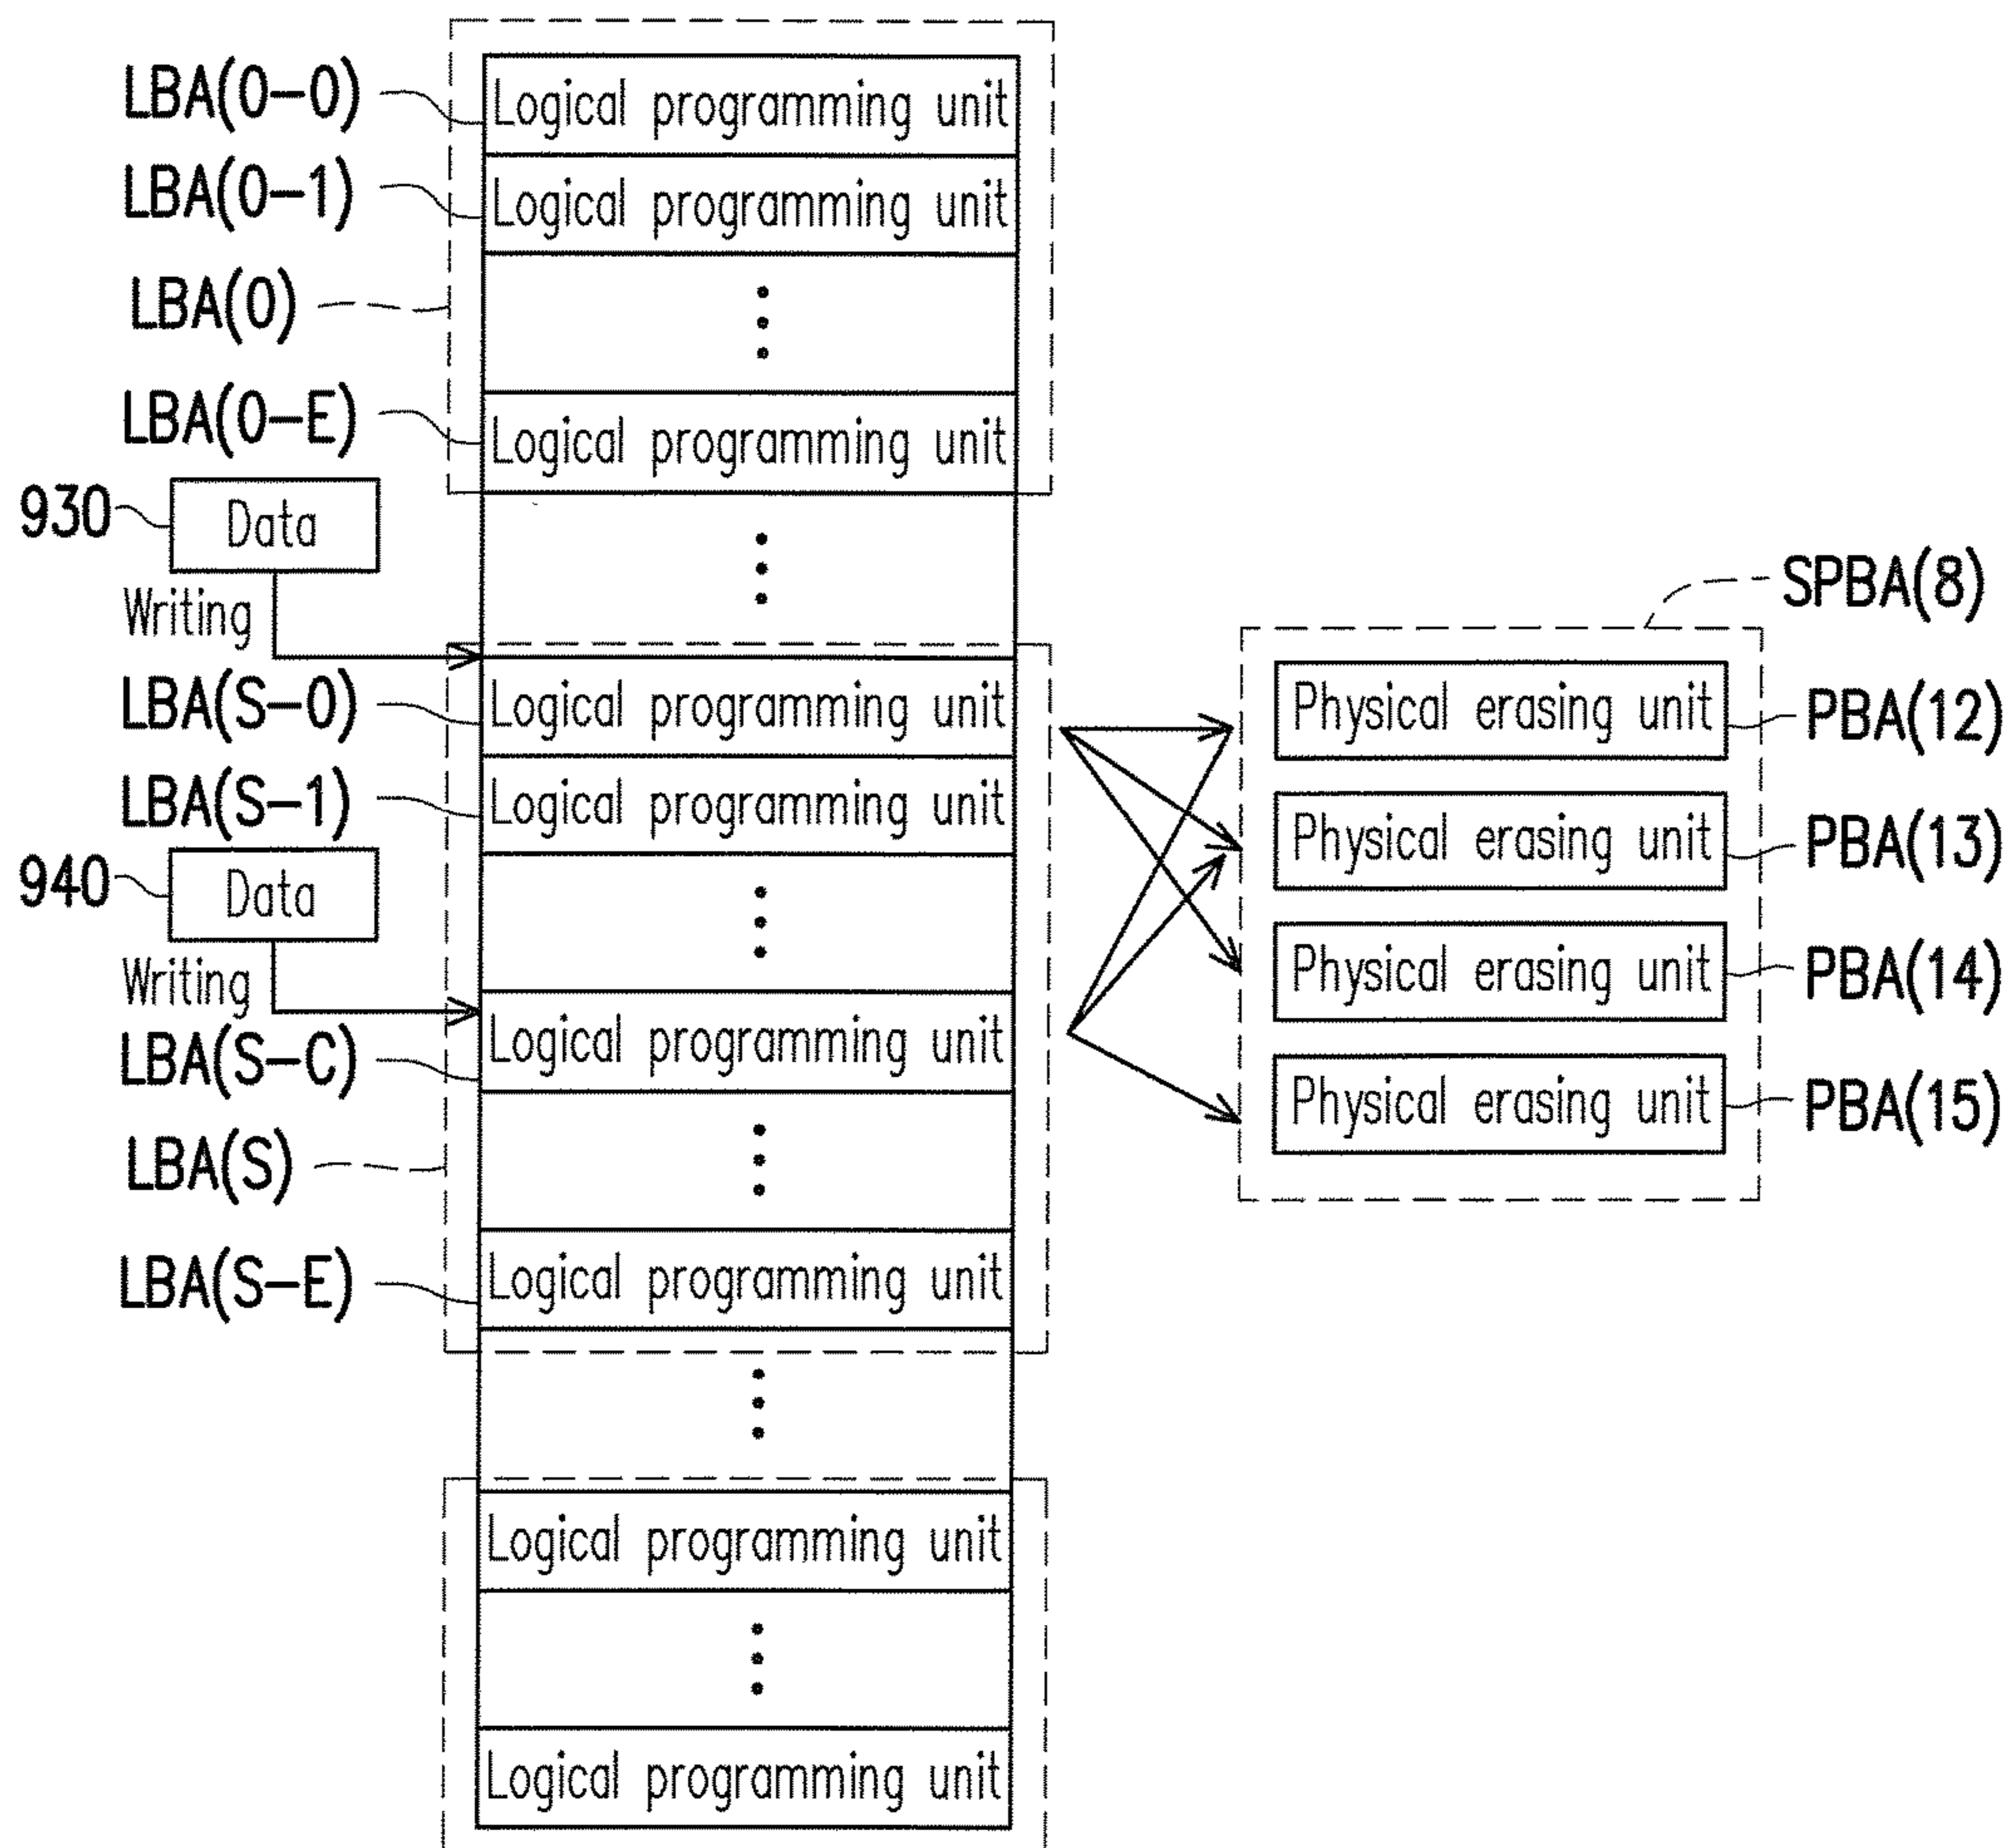 LBA(0-0)
Logical programming unit
LBA(0-1)
Logical programming unit
LBA(0)
LBA(0-E)
Logical programming unit
930
Data
Writing
SPBA(8)
LBA(S-0)
Logical programming unit
Physical erasing unit
PBA(12)
LBA(S-1)
Logical programming unit
Physical erasing unit
PBA(13)
940
Data
Writing
Physical erasing unit
PBA(14)
LBA(S-C)
Logical programming unit
Physical erasing unit
PBA(15)
LBA(S)
LBA(S-E)
Logical programming unit
Logical programming unit
Logical programming unit